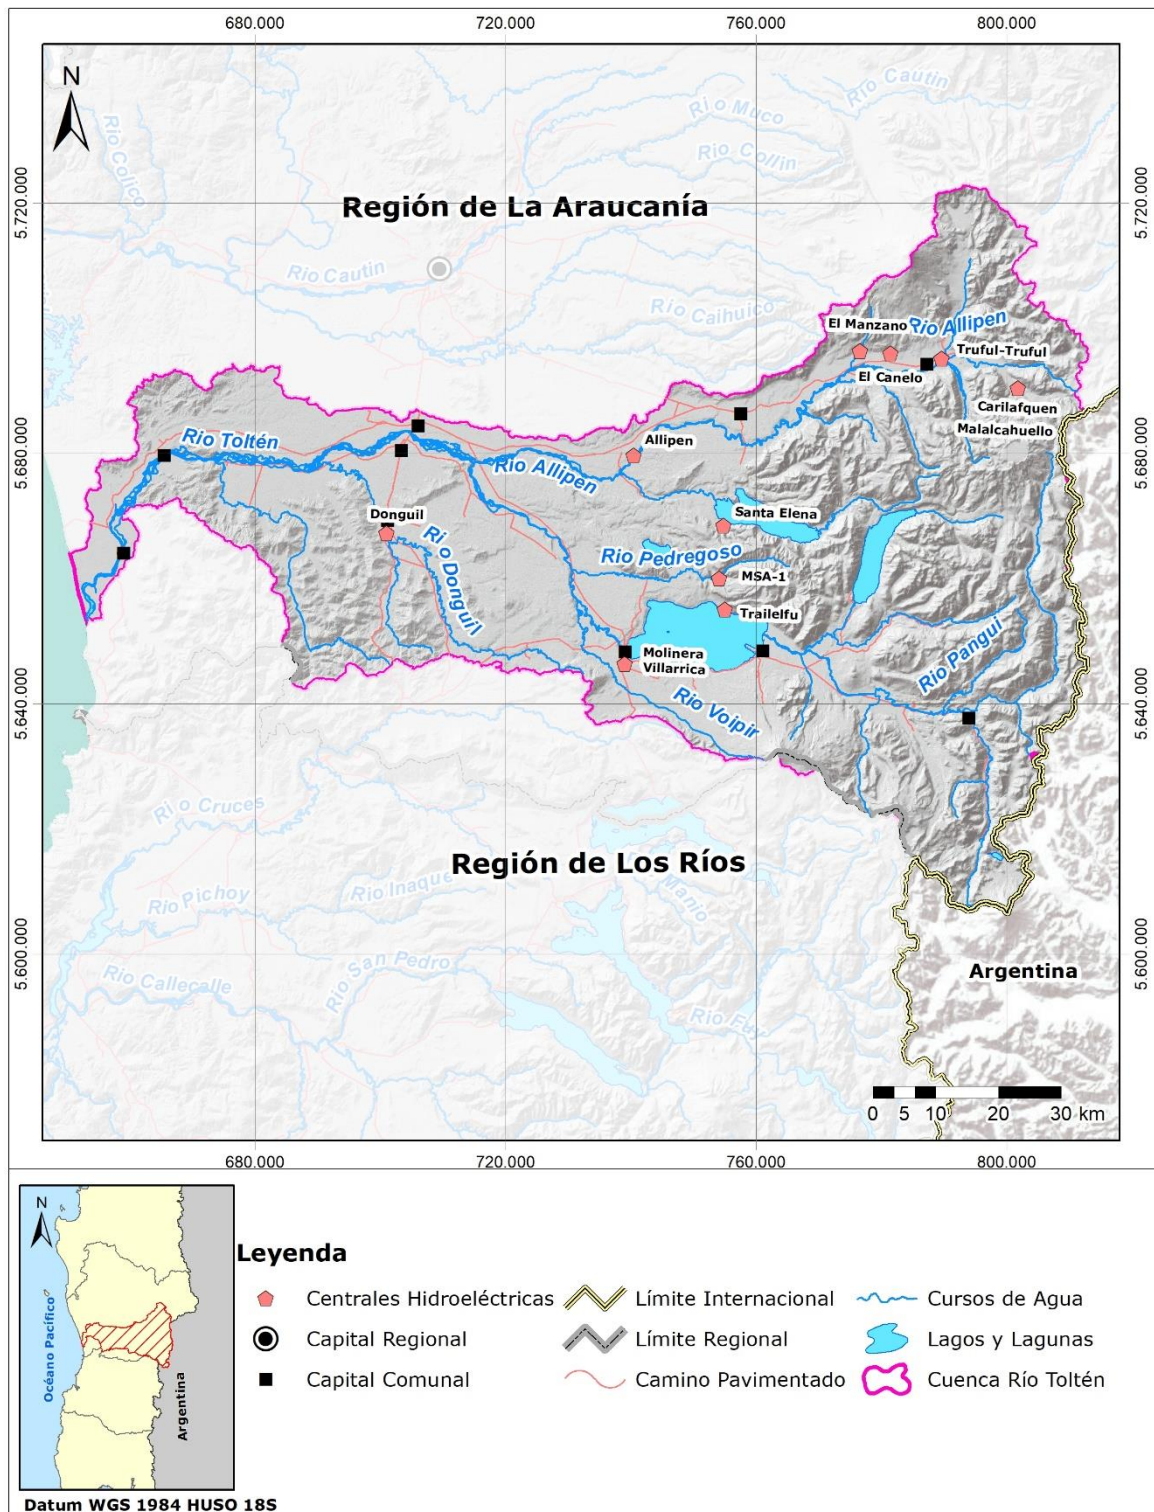 680.000
720.000
760.000
800.000
N
Rio Cautin
Rio Muco
Rio Colico
Rio Collin
5.720.000
5.720.000
Región de La Araucanía
Rio Cautin
Rio Caihuico
El Manzano
Rio Allipen
Truful-Truful
El Canelo
Carilafquen
Malalcahuello
5.680.000
5.680.000
Rio Toltén
Allipen
Rio Allipen
Donguil
Santa Elena
Ri o Donguil
Rio Pedregoso
MSA-1
Trailelfu
Molinera
Villarrica
Rio Pangui
Rio Voipir
5.640.000
5.640.000
Ri o Cruces
Región de Los Ríos
Rio Inaque
Manio
Rio Pichoy
Rio San Pedro
Rio Callecalle
5.600.000
5.600.000
Argentina
0 5 10 20 30 km
680.000
720.000
760.000
800.000
N
Océano Pacífico
Argentina
Datum WGS 1984 HUSO 18S
Leyenda
Centrales Hidroeléctricas
Límite Internacional
Cursos de Agua
Capital Regional
Límite Regional
Lagos y Lagunas
Capital Comunal
Camino Pavimentado
Cuenca Río Toltén